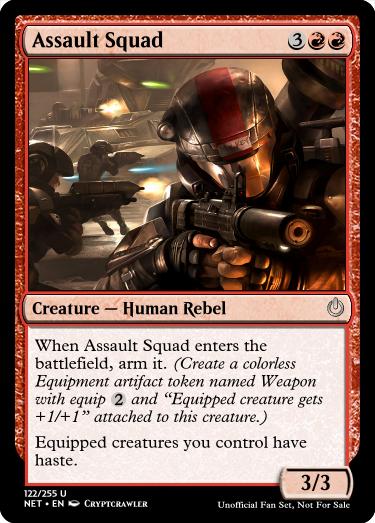 Assault Squad 3
Creature — Human Rebel
When Assault Squad enters the
battlefield, arm it. (Create a colorless
Equipment artifact token named Weapon
with equip 2 and “Equipped creature gets
+1/+1” attached to this creature.)
Equipped creatures you control have
haste.
3/3
122/255 U
NET • EN Cryptcrawler
Unofficial Fan Set, Not For Sale